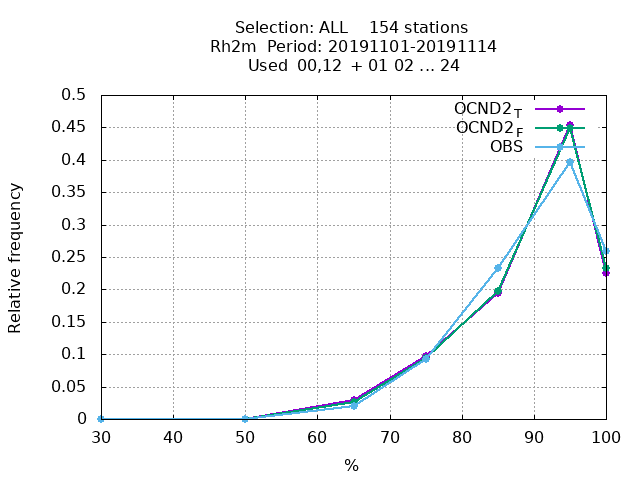 Selection: ALL    154 stations
Rh2m  Period: 20191101-20191114
Used  00,12  + 01 02 ... 24
Relative frequency
0.5
0.45
0.4
0.35
0.3
0.25
0.2
0.15
0.1
0.05
0
OCND2_T
OCND2_F
OBS
30 40 50 60 70 80 90 100
%